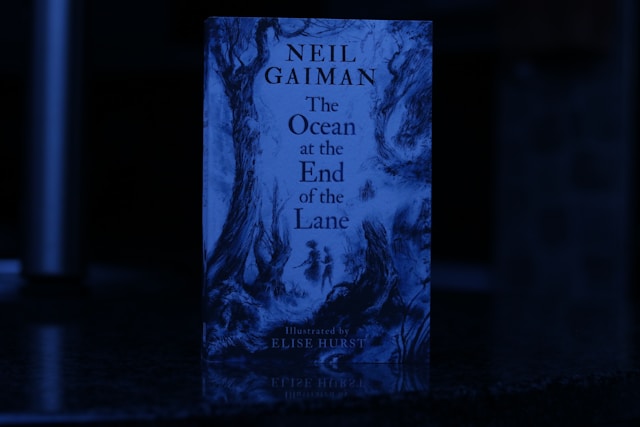 NEIL
GAIMAN
The
Ocean
at the
End
of the
Lane
Illustrated by
ELISE HURST